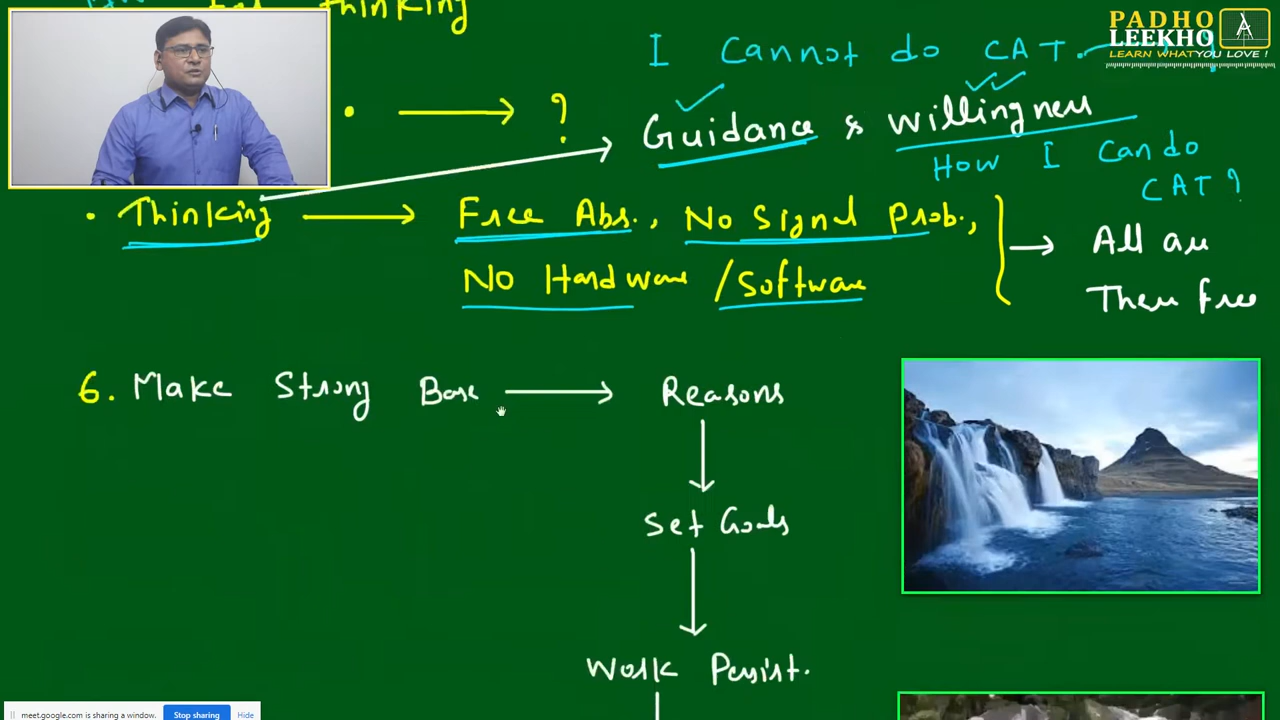 for thinking
PADHO
LEEKHO
LEARN WHAT YOU LOVE !
I Cannot do CAT.
• → ? Guidance & Willingness
How I Can do
CAT?
• Thinking → Free Abs., No Signal Prob.,
No Hardware / Software
→ All are
There free
6. Make Strong Base → Reasons
Set Goals
Work Persist.
meet.google.com is sharing a window. Stop sharing Hide